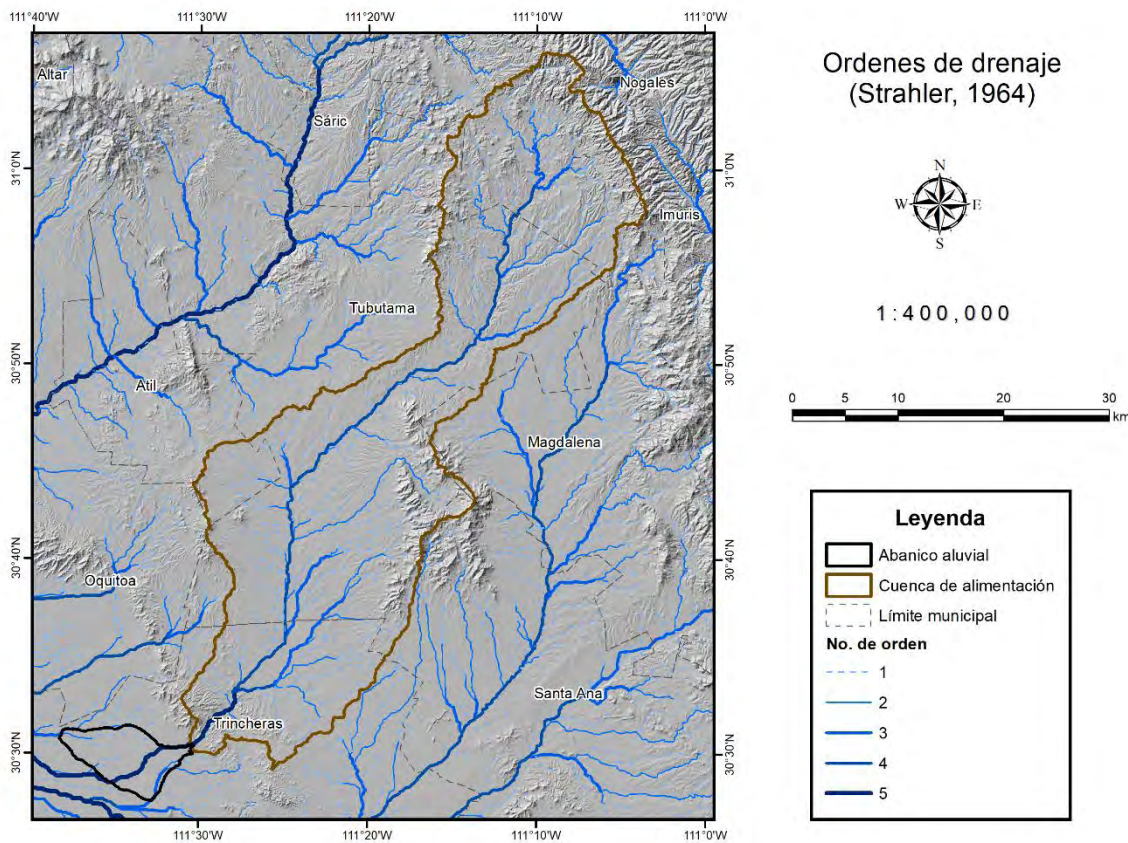 111°40'W
111°30'W
111°20'W
111°10'W
111°0'W
Altar
Nogales
Sáric
31°0'N
31°0'N
Imuris
Tubutama
30°50'N
30°50'N
Atil
Magdalena
30°40'N
30°40'N
Oquitoa
Santa Ana
Trincheras
30°30'N
30°30'N
111°30'W
111°20'W
111°10'W
111°0'W
Ordenes de drenaje
(Strahler, 1964)
N
W E
S
1:400,000
0 5 10 20 30
km
Leyenda
Abanico aluvial
Cuenca de alimentación
Límite municipal
No. de orden
1
2
3
4
5